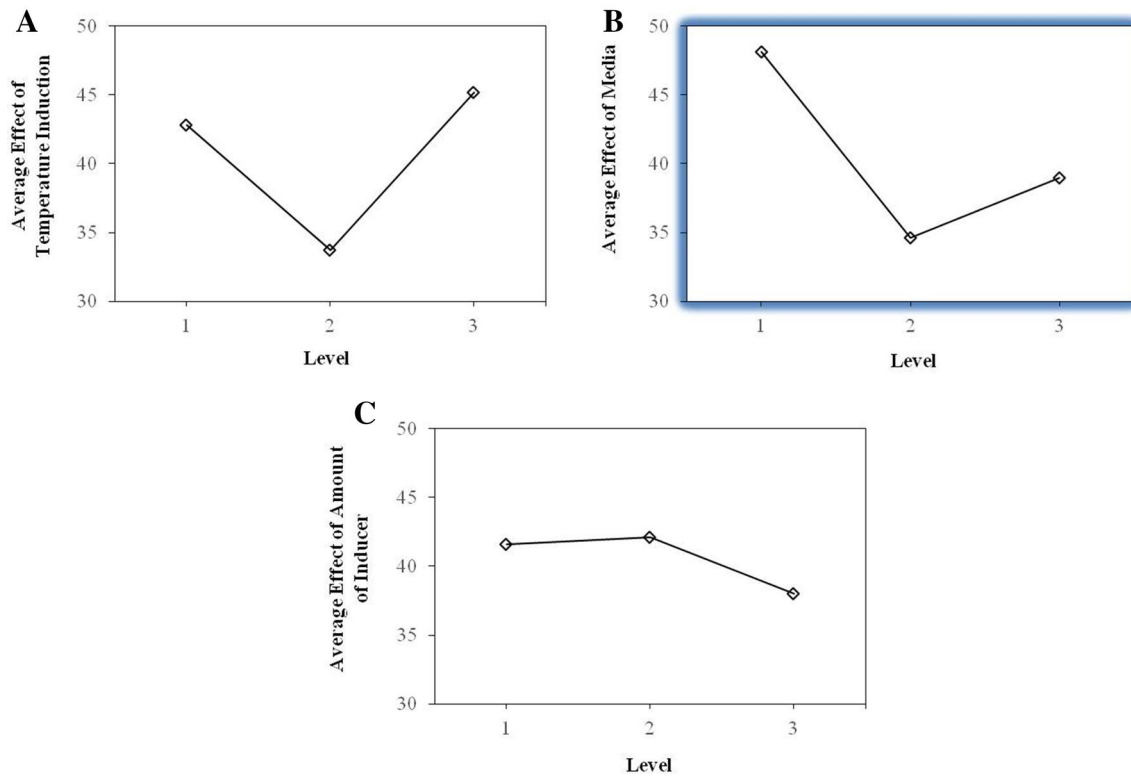 A
50
45
40
35
30
Average Effect of
Temperature Induction
1 2 3
Level
B
50
45
40
35
30
Average Effect of Media
1 2 3
Level
C
50
45
40
35
30
Average Effect of Amount
of Inducer
1 2 3
Level